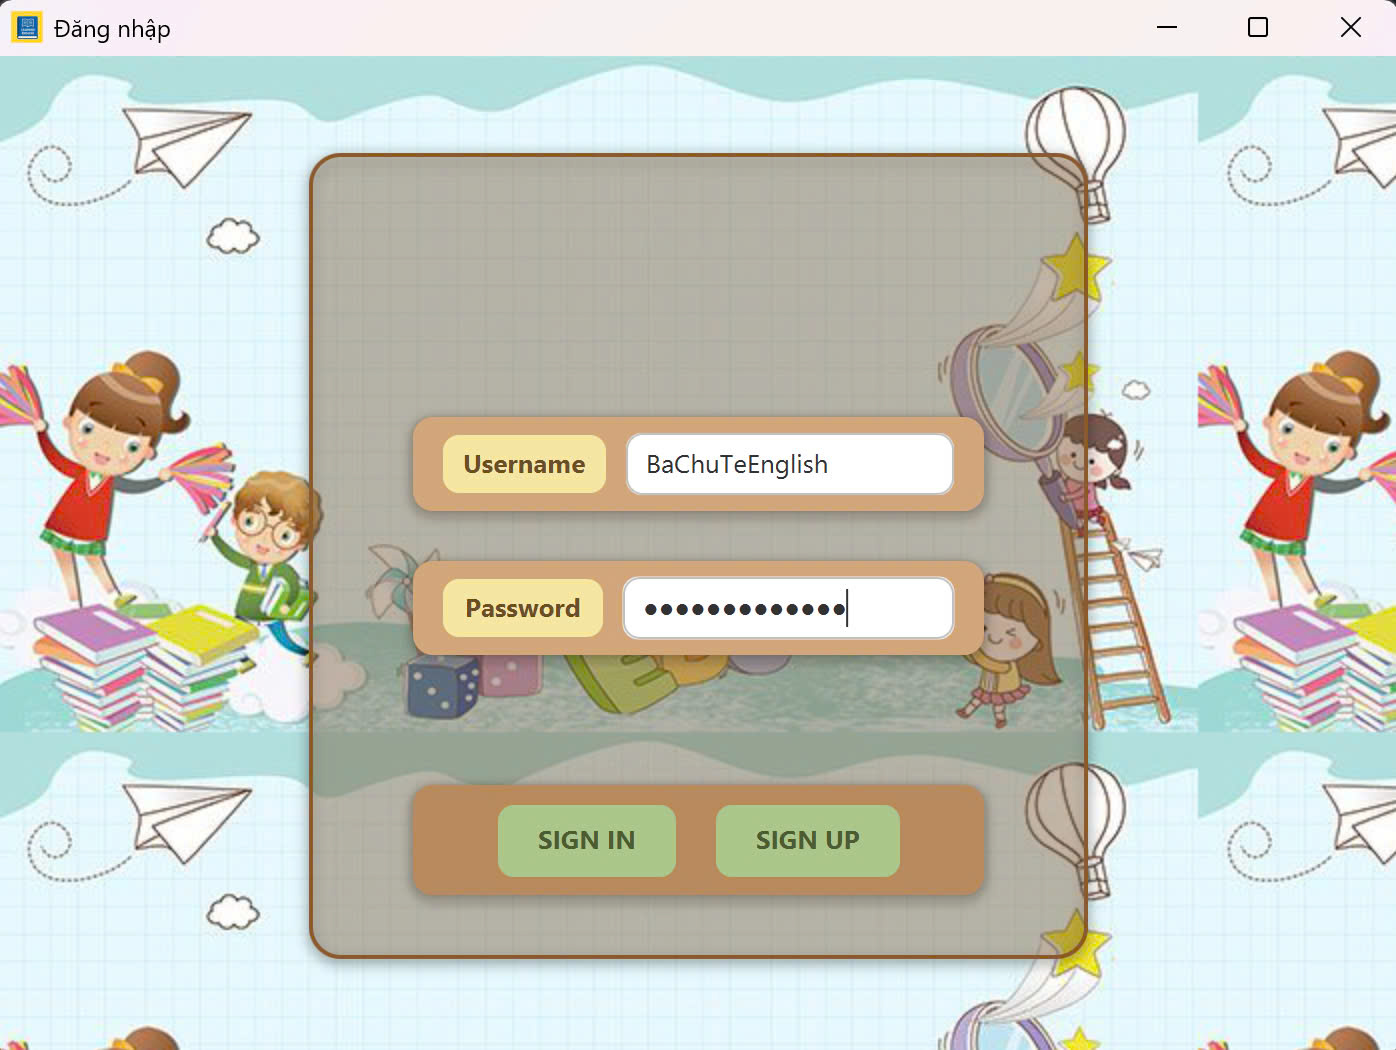 Đăng nhập
Username
BaChuTeEnglish
Password
●●●●●●●●●●●●●
SIGN IN
SIGN UP